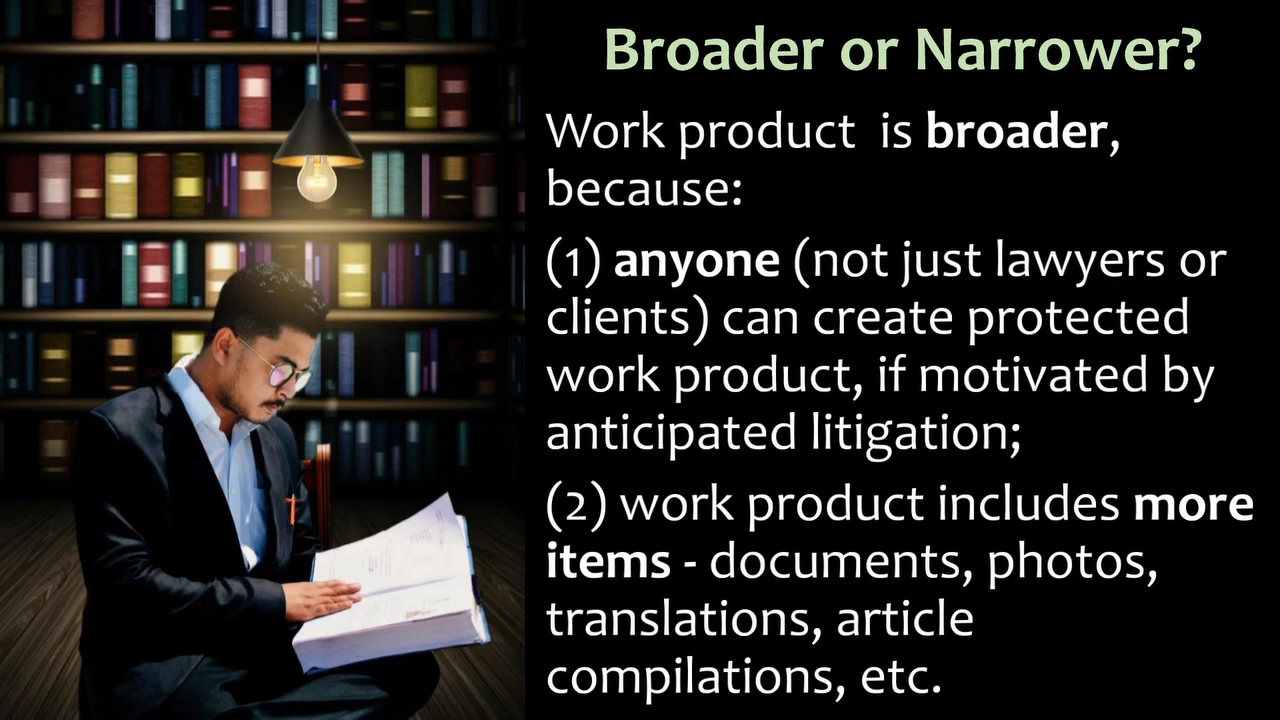 Broader or Narrower?
Work product  is broader,
because:
(1) anyone (not just lawyers or
clients) can create protected
work product, if motivated by
anticipated litigation;
(2) work product includes more
items - documents, photos,
translations, article
compilations, etc.